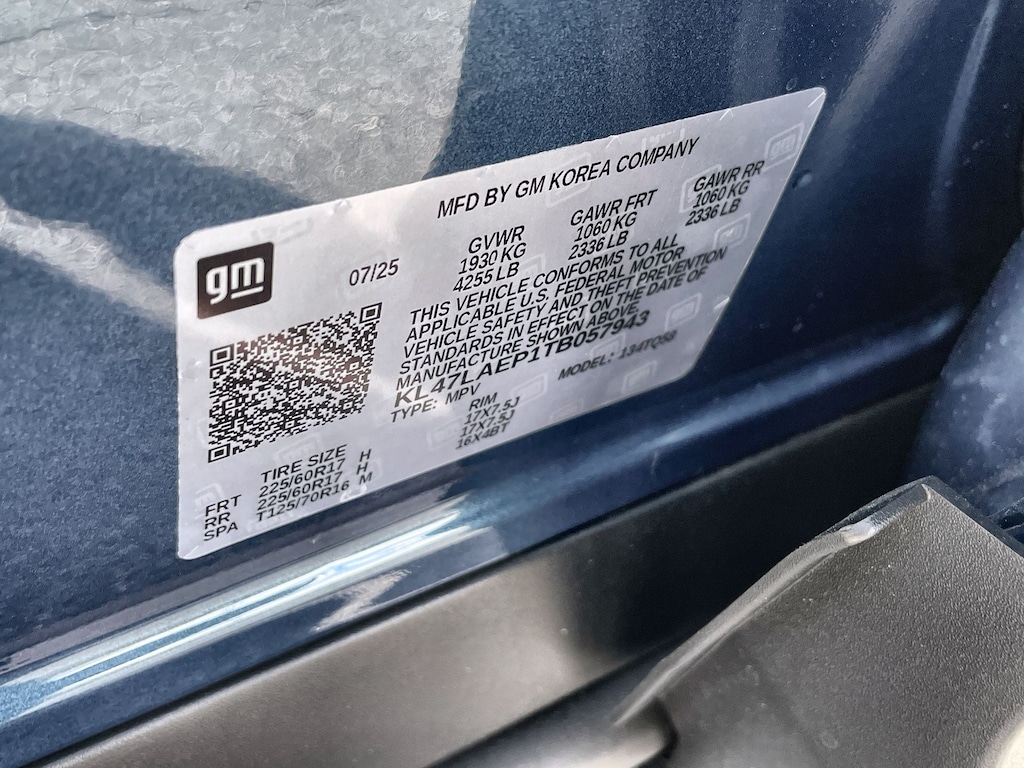 MFD BY GM KOREA COMPANY
gm
07/25
GVWR GAWR FRT GAWR RR
1930 KG 1060 KG 1060 KG
4255 LB 2336 LB 2336 LB
THIS VEHICLE CONFORMS TO ALL
APPLICABLE U.S. FEDERAL MOTOR
VEHICLE SAFETY AND THEFT PREVENTION
STANDARDS IN EFFECT ON THE DATE OF
MANUFACTURE SHOWN ABOVE.
KL47LAEP1TB057943
TYPE: MPV MODEL: 134TQ58
TIRE SIZE RIM
FRT 225/60R17 H 17X7.5J
RR 225/60R17 H 17X7.5J
SPA T125/70R16 M 16X4BT